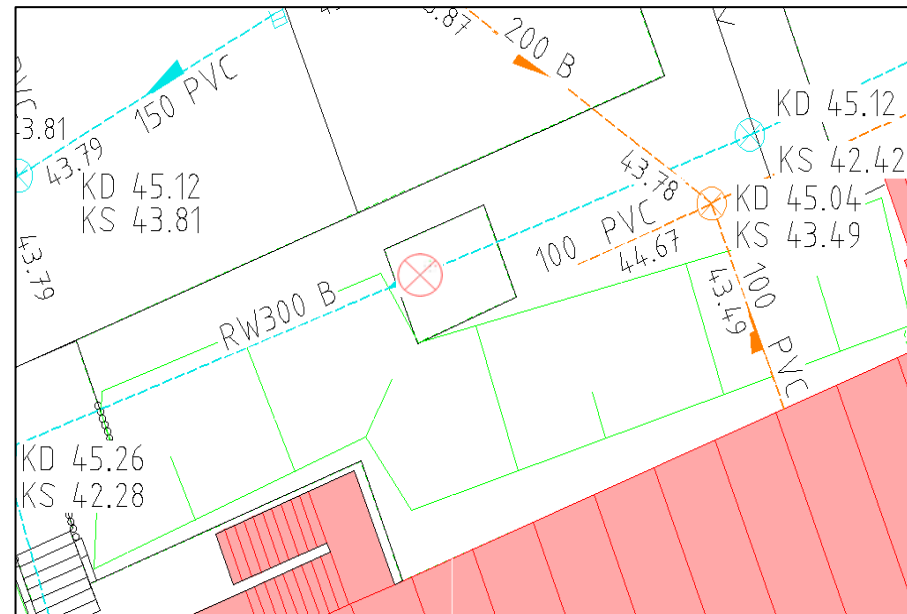 200 B
150 PVC
43.79
KD 45.12
KS 43.81
43.79
KD 45.12
KS 42.42
43.78
KD 45.04
KS 43.49
100 PVC
44.67
100 PVC
43.49
RW300 B
KD 45.26
KS 42.28